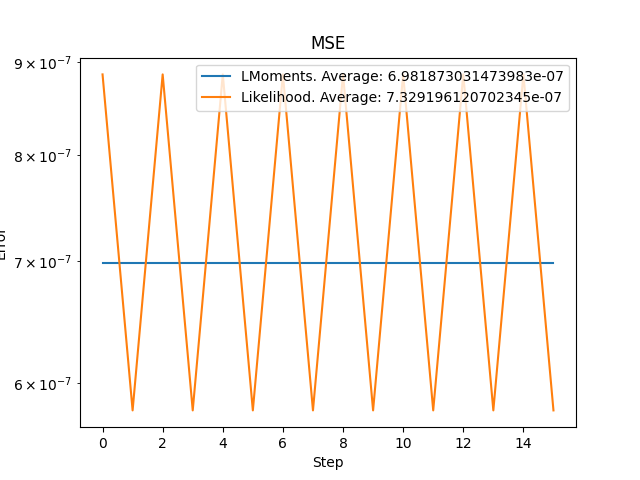 MSE
LMoments. Average: 6.981873031473983e-07
Likelihood. Average: 7.329196120702345e-07
9 × 10⁻⁷
8 × 10⁻⁷
7 × 10⁻⁷
6 × 10⁻⁷
Error
0 2 4 6 8 10 12 14
Step